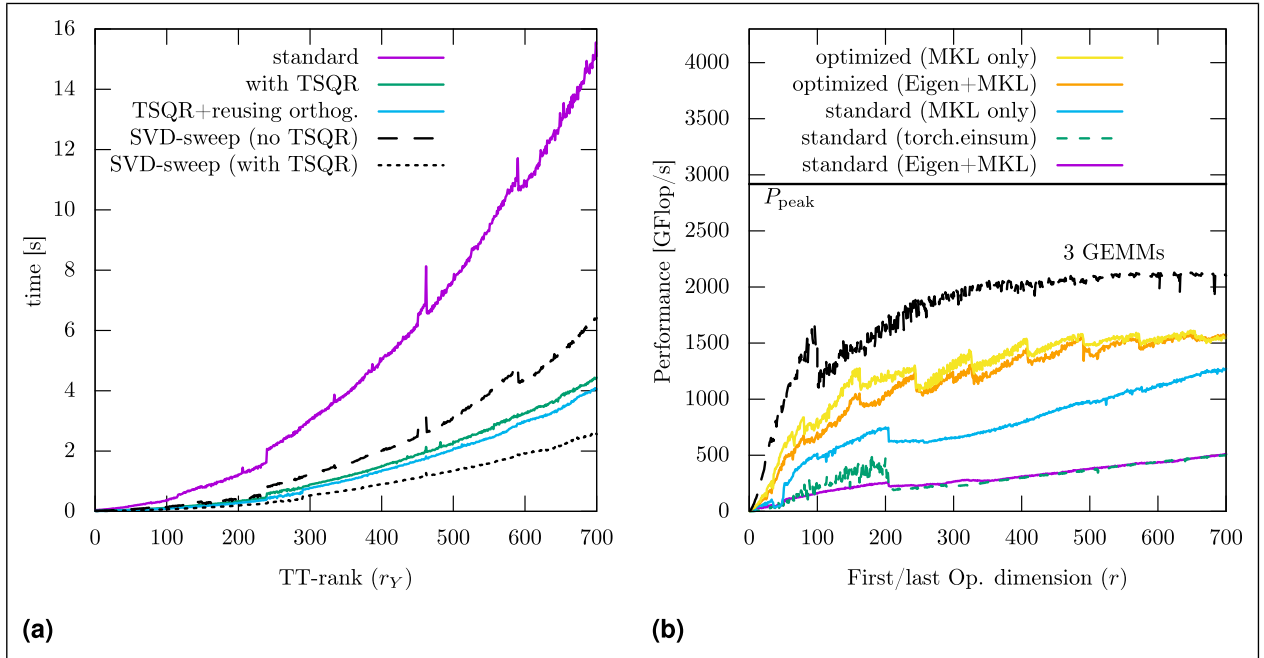 16
14
12
10
8
6
4
2
0
time [s]
standard
with TSQR
TSQR+reusing orthog.
SVD-sweep (no TSQR)
SVD-sweep (with TSQR)
0 100 200 300 400 500 600 700
TT-rank (r_Y)
(a)
4000
3500
3000
2500
2000
1500
1000
500
0
Performance [GFlop/s]
optimized (MKL only)
optimized (Eigen+MKL)
standard (MKL only)
standard (torch.einsum)
standard (Eigen+MKL)
P_peak
3 GEMMs
0 100 200 300 400 500 600 700
First/last Op. dimension (r)
(b)